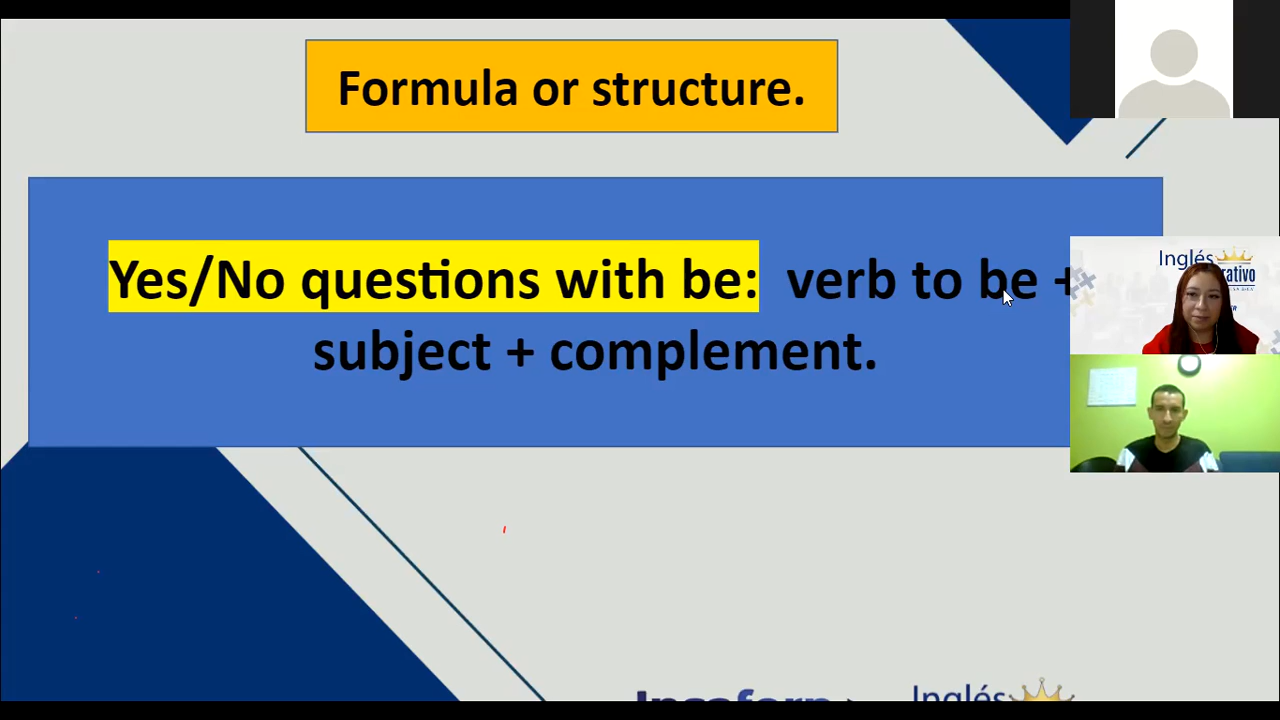 Formula or structure.
Yes/No questions with be: verb to be +
subject + complement.
Inglés
Inglés